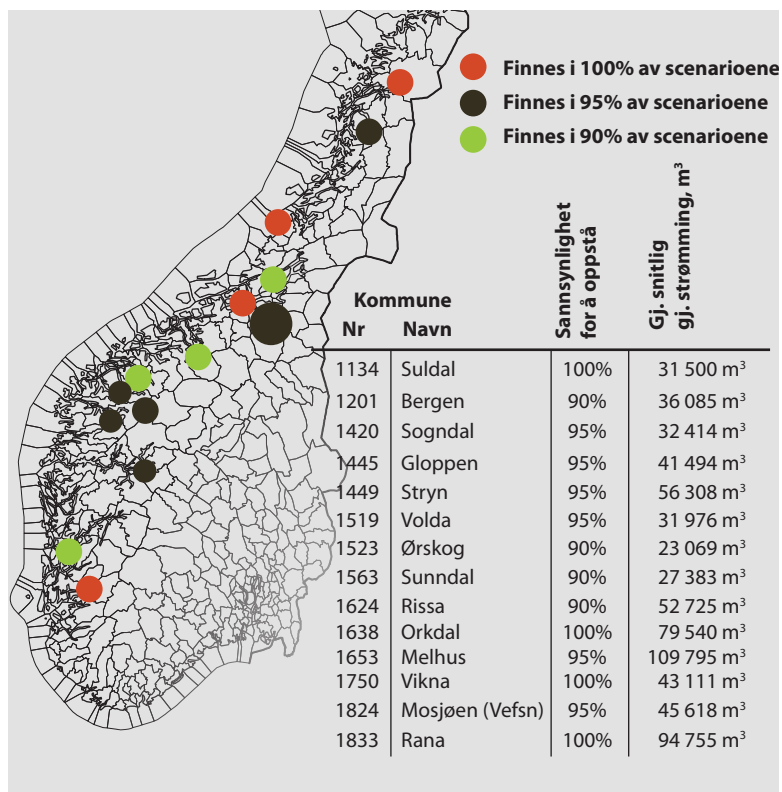 Finnes i 100% av scenarioene
Finnes i 95% av scenarioene
Finnes i 90% av scenarioene
Kommune
Nr Navn
Sannsynlighet
for å oppstå
Gj. snitlig
gj. strømming, m³
1134 Suldal 100% 31 500 m³
1201 Bergen 90% 36 085 m³
1420 Sogndal 95% 32 414 m³
1445 Gloppen 95% 41 494 m³
1449 Stryn 95% 56 308 m³
1519 Volda 95% 31 976 m³
1523 Ørskog 90% 23 069 m³
1563 Sunndal 90% 27 383 m³
1624 Rissa 90% 52 725 m³
1638 Orkdal 100% 79 540 m³
1653 Melhus 95% 109 795 m³
1750 Vikna 100% 43 111 m³
1824 Mosjøen (Vefsn) 95% 45 618 m³
1833 Rana 100% 94 755 m³